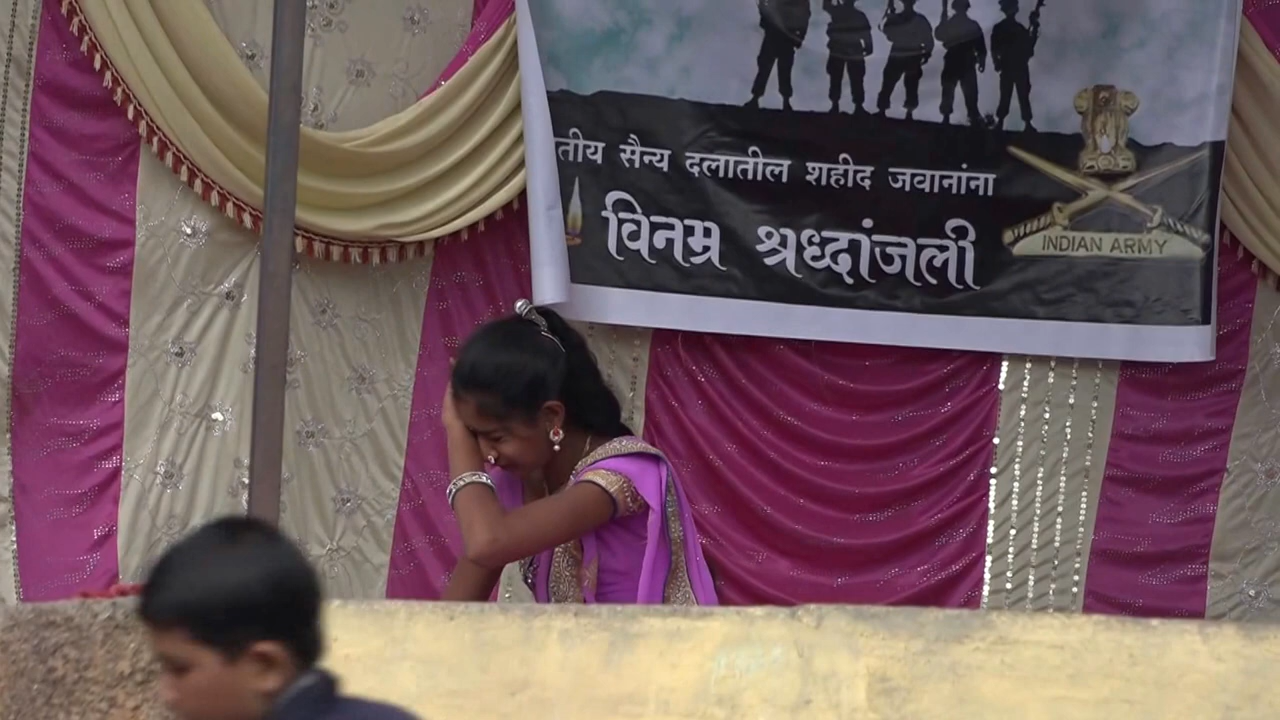 तीय सैन्य दलातील शहीद जवानांना
विनम्र श्रध्दांजली
INDIAN ARMY